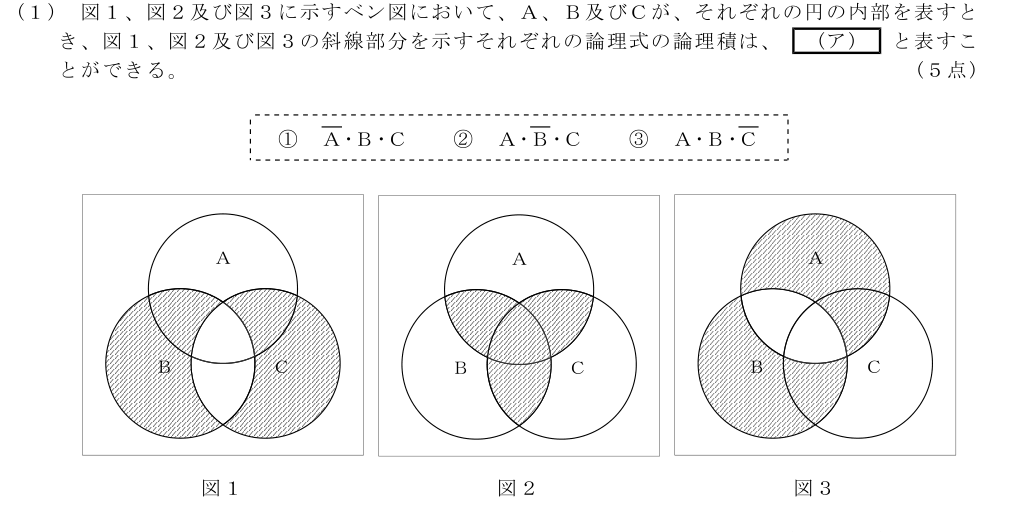 (１) 図１、図２及び図３に示すベン図において、Ａ、Ｂ及びＣが、それぞれの円の内部を表すと
き、図１、図２及び図３の斜線部分を示すそれぞれの論理式の論理積は、 (ア) と表すこ
とができる。 (５点)
① A̅・Ｂ・Ｃ ② Ａ・B̅・Ｃ ③ Ａ・Ｂ・C̅
Ａ Ａ Ａ
Ｂ Ｃ Ｂ Ｃ Ｂ Ｃ
図１ 図２ 図３